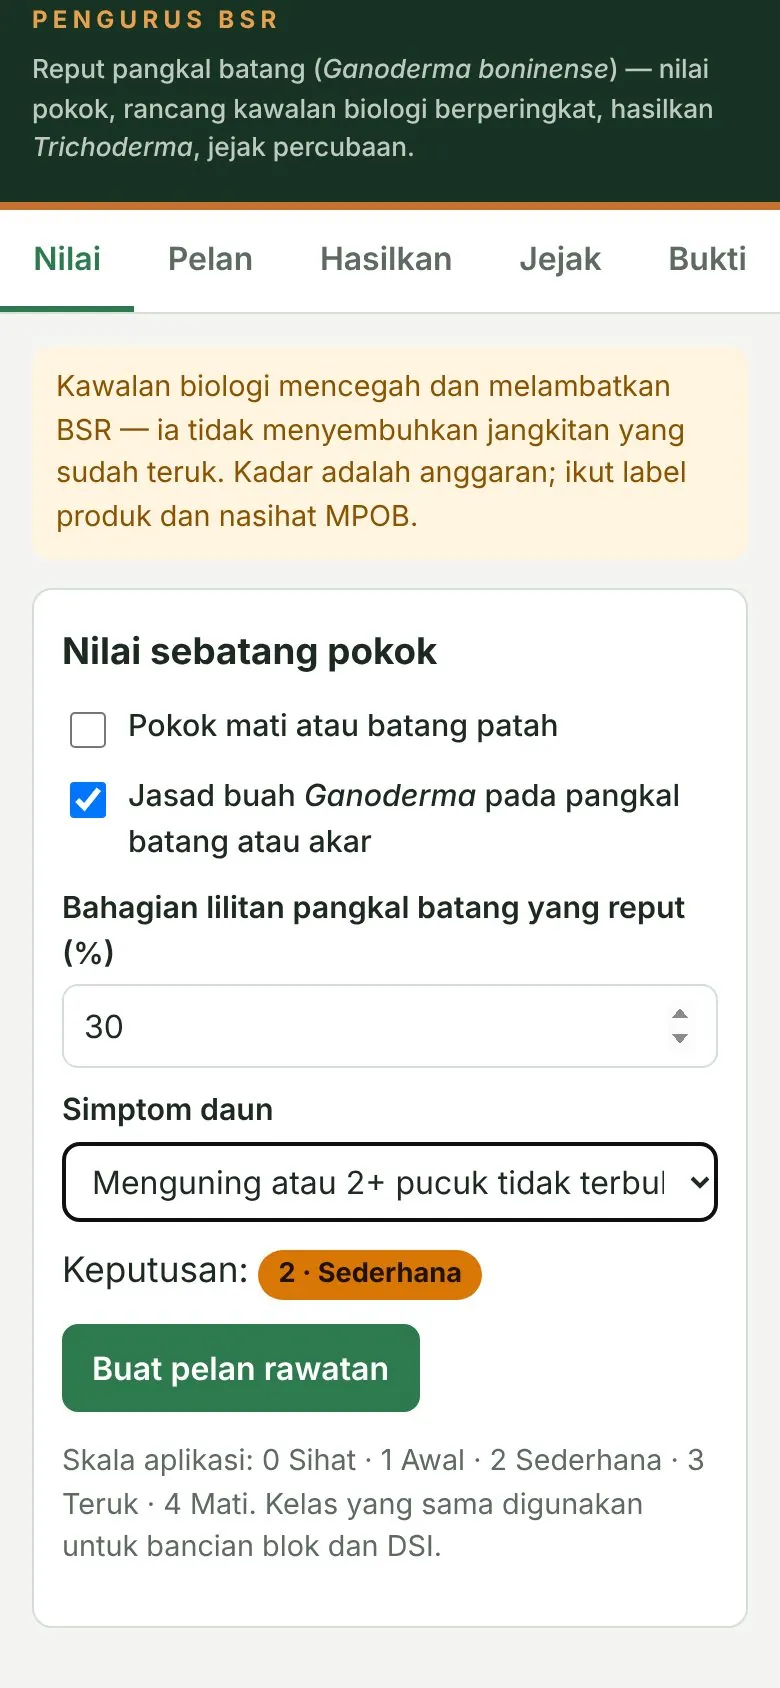 PENGURUS BSR
Reput pangkal batang (Ganoderma boninense) — nilai
pokok, rancang kawalan biologi berperingkat, hasilkan
Trichoderma, jejak percubaan.
Nilai Pelan Hasilkan Jejak Bukti
Kawalan biologi mencegah dan melambatkan
BSR — ia tidak menyembuhkan jangkitan yang
sudah teruk. Kadar adalah anggaran; ikut label
produk dan nasihat MPOB.
Nilai sebatang pokok
Pokok mati atau batang patah
Jasad buah Ganoderma pada pangkal
batang atau akar
Bahagian lilitan pangkal batang yang reput
(%)
30
Simptom daun
Menguning atau 2+ pucuk tidak
Keputusan: 2 · Sederhana
Buat pelan rawatan
Skala aplikasi: 0 Sihat · 1 Awal · 2 Sederhana · 3
Teruk · 4 Mati. Kelas yang sama digunakan
untuk bancian blok dan DSI.